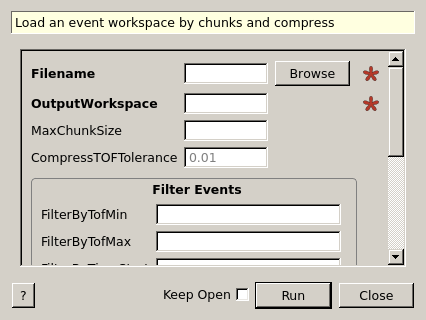 Load an event workspace by chunks and compress
Filename Browse
OutputWorkspace
MaxChunkSize
CompressTOFTolerance 0.01
Filter Events
FilterByTofMin
FilterByTofMax
? Keep Open Run Close